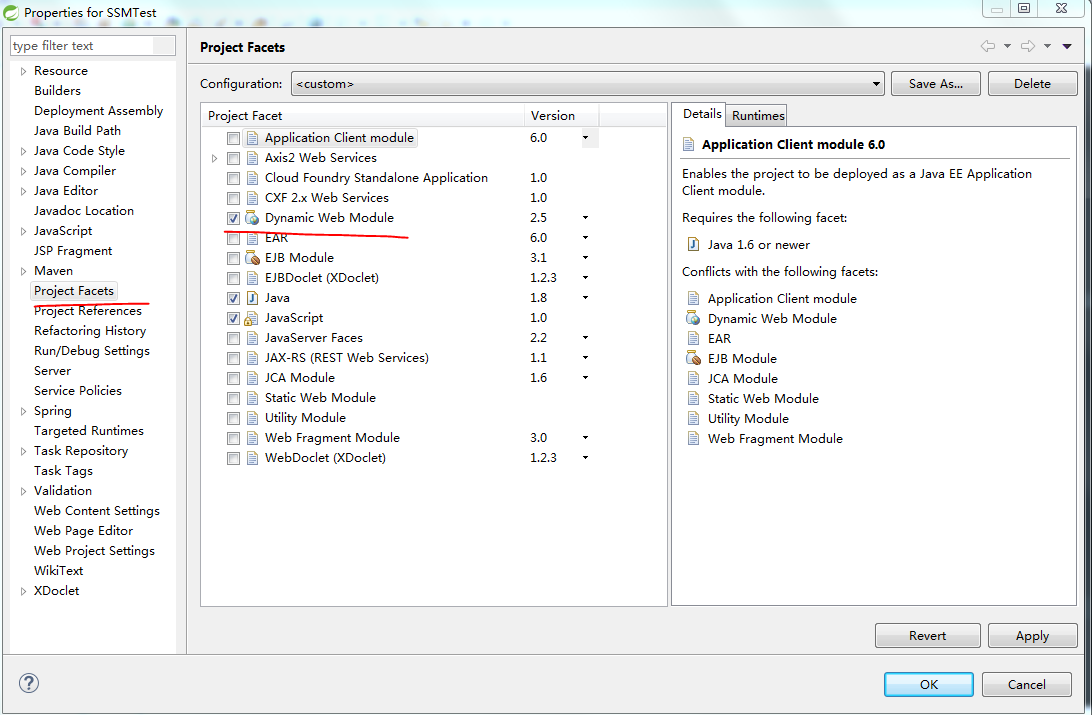 Properties for SSMTest
type filter text
Resource
Builders
Deployment Assembly
Java Build Path
Java Code Style
Java Compiler
Java Editor
Javadoc Location
JavaScript
JSP Fragment
Maven
Project Facets
Project References
Refactoring History
Run/Debug Settings
Server
Service Policies
Spring
Targeted Runtimes
Task Repository
Task Tags
Validation
Web Content Settings
Web Page Editor
Web Project Settings
WikiText
XDoclet
Project Facets
Configuration: <custom> Save As... Delete
Project Facet Version
Application Client module 6.0
Axis2 Web Services
Cloud Foundry Standalone Application 1.0
CXF 2.x Web Services 1.0
Dynamic Web Module 2.5
EAR 6.0
EJB Module 3.1
EJBDoclet (XDoclet) 1.2.3
Java 1.8
JavaScript 1.0
JavaServer Faces 2.2
JAX-RS (REST Web Services) 1.1
JCA Module 1.6
Static Web Module
Utility Module
Web Fragment Module 3.0
WebDoclet (XDoclet) 1.2.3
Details Runtimes
Application Client module 6.0
Enables the project to be deployed as a Java EE Application
Client module.
Requires the following facet:
Java 1.6 or newer
Conflicts with the following facets:
Application Client module
Dynamic Web Module
EAR
EJB Module
JCA Module
Static Web Module
Utility Module
Web Fragment Module
Revert Apply
? OK Cancel